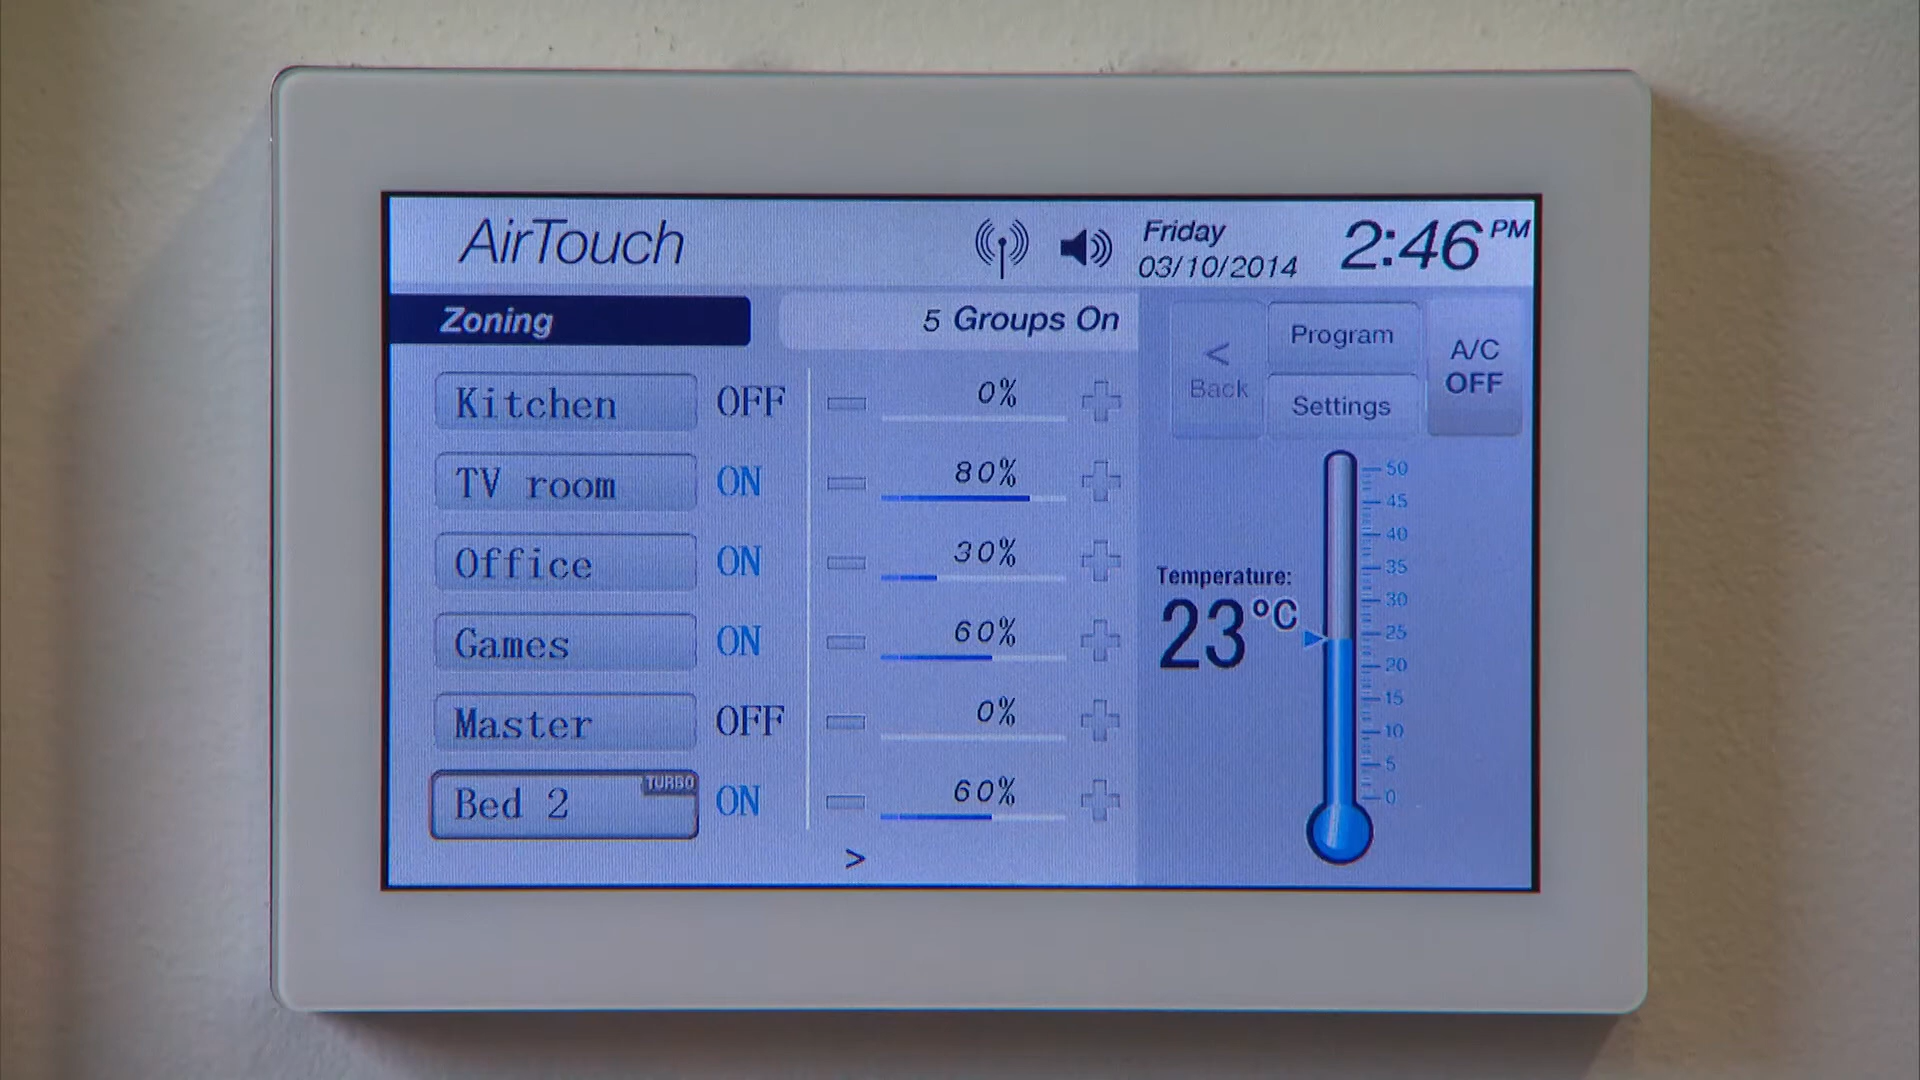 AirTouch
Friday
03/10/2014
2:46 PM
Zoning
5 Groups On
< Back
Program
Settings
A/C
OFF
Kitchen OFF 0%
TV room ON 80%
Office ON 30%
Games ON 60%
Master OFF 0%
Bed 2 TURBO ON 60%
>
Temperature:
23°C
50
45
40
35
30
25
20
15
10
5
0